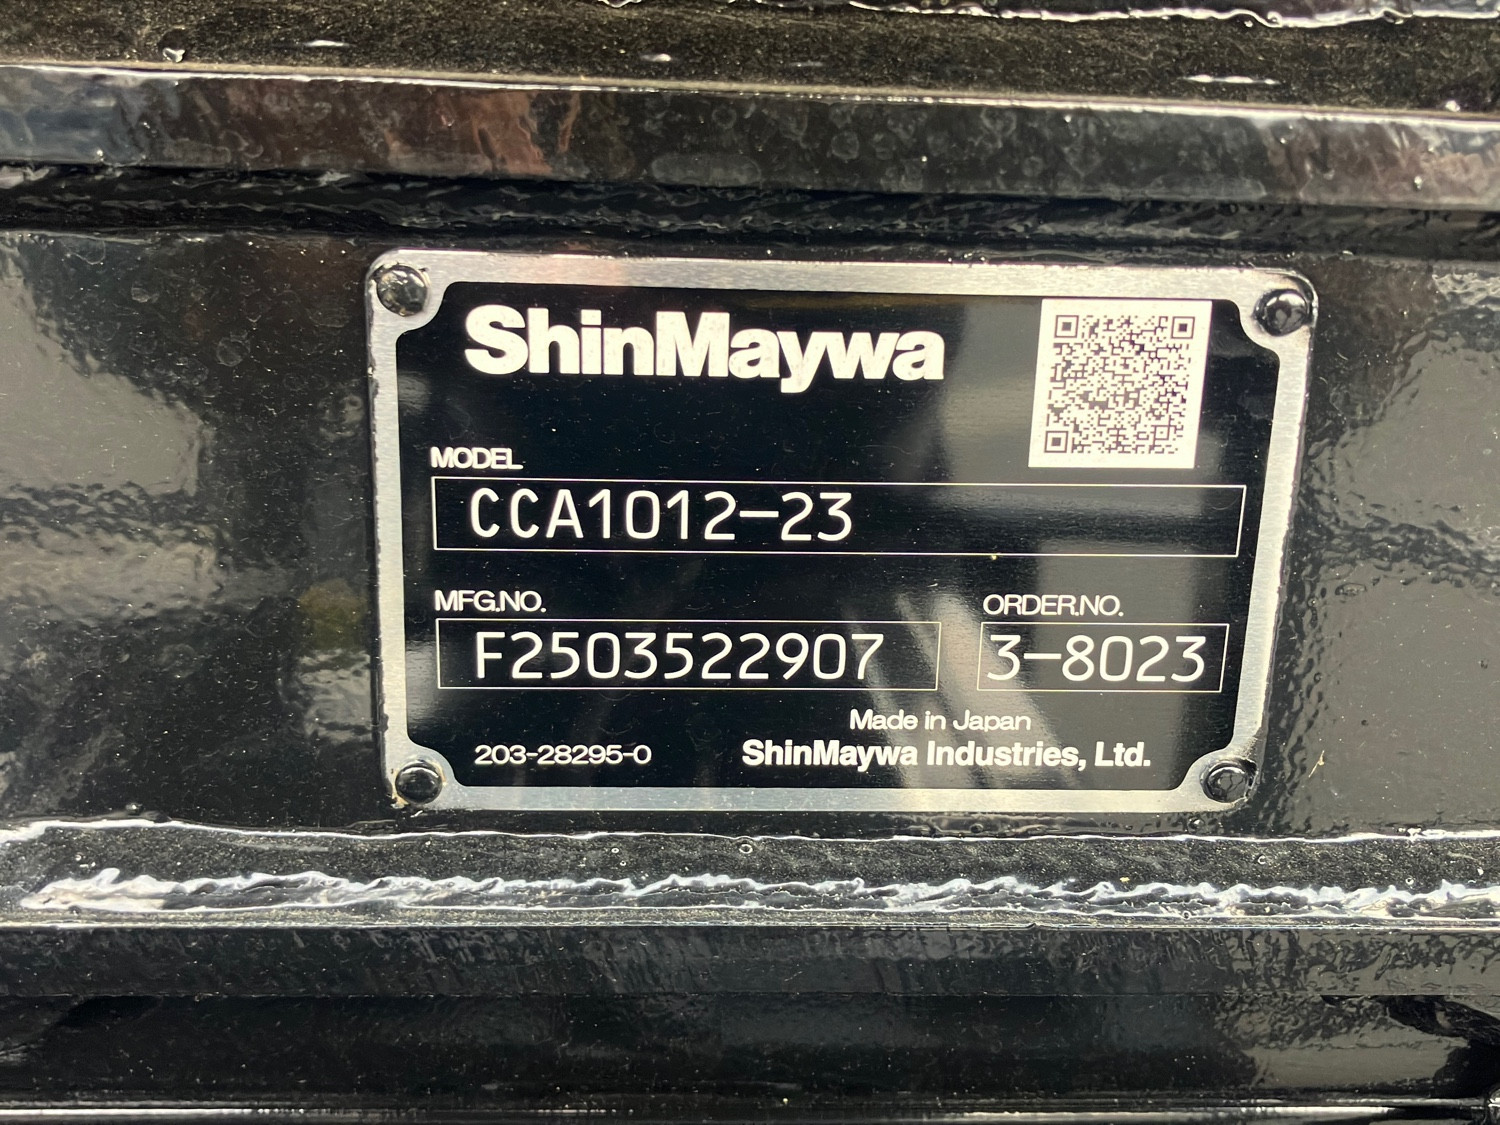 ShinMaywa
MODEL
CCA1012-23
MFG.NO.
F2503522907
ORDER.NO.
3-8023
Made in Japan
203-28295-0
ShinMaywa Industries, Ltd.